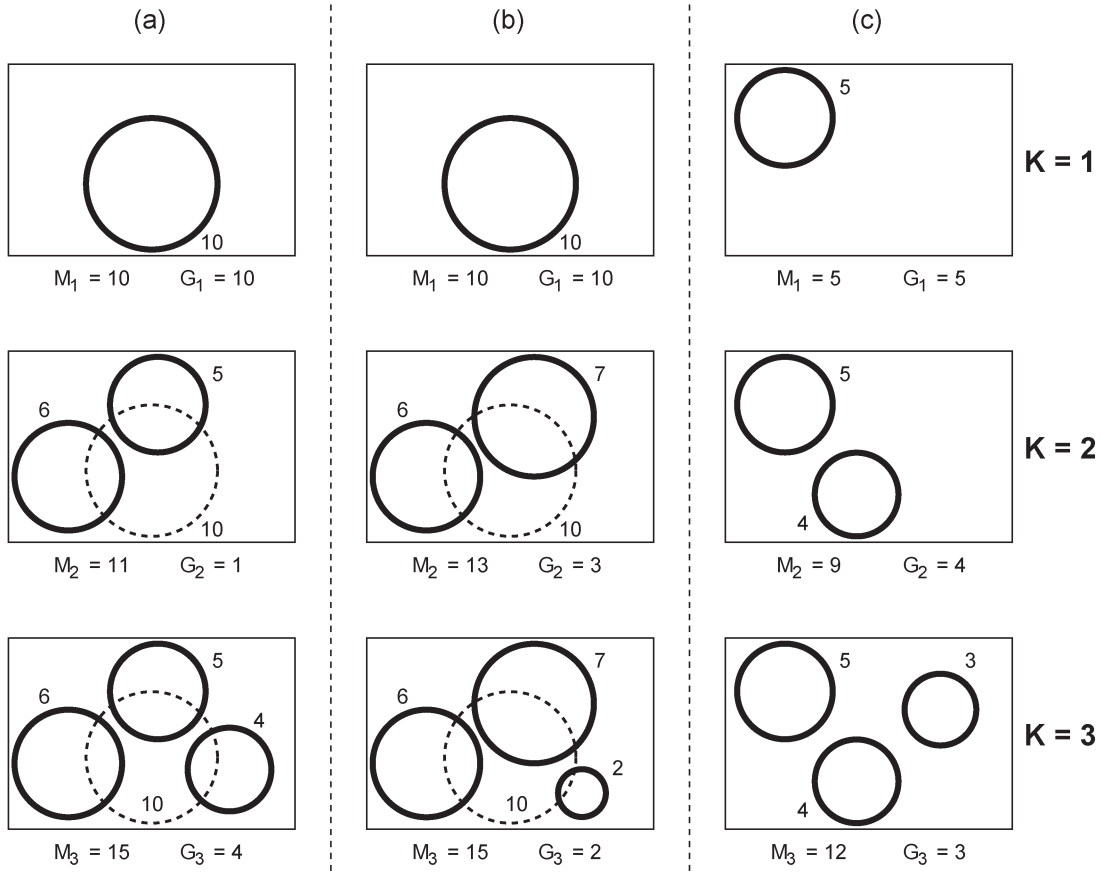 (a) (b) (c)
10 10 5
K = 1
M1 = 10 G1 = 10 M1 = 10 G1 = 10 M1 = 5 G1 = 5
5 7 5
6 6
K = 2
10 10 4
M2 = 11 G2 = 1 M2 = 13 G2 = 3 M2 = 9 G2 = 4
5 7 5 3
6 4 6
K = 3
10 10 2 4
M3 = 15 G3 = 4 M3 = 15 G3 = 2 M3 = 12 G3 = 3